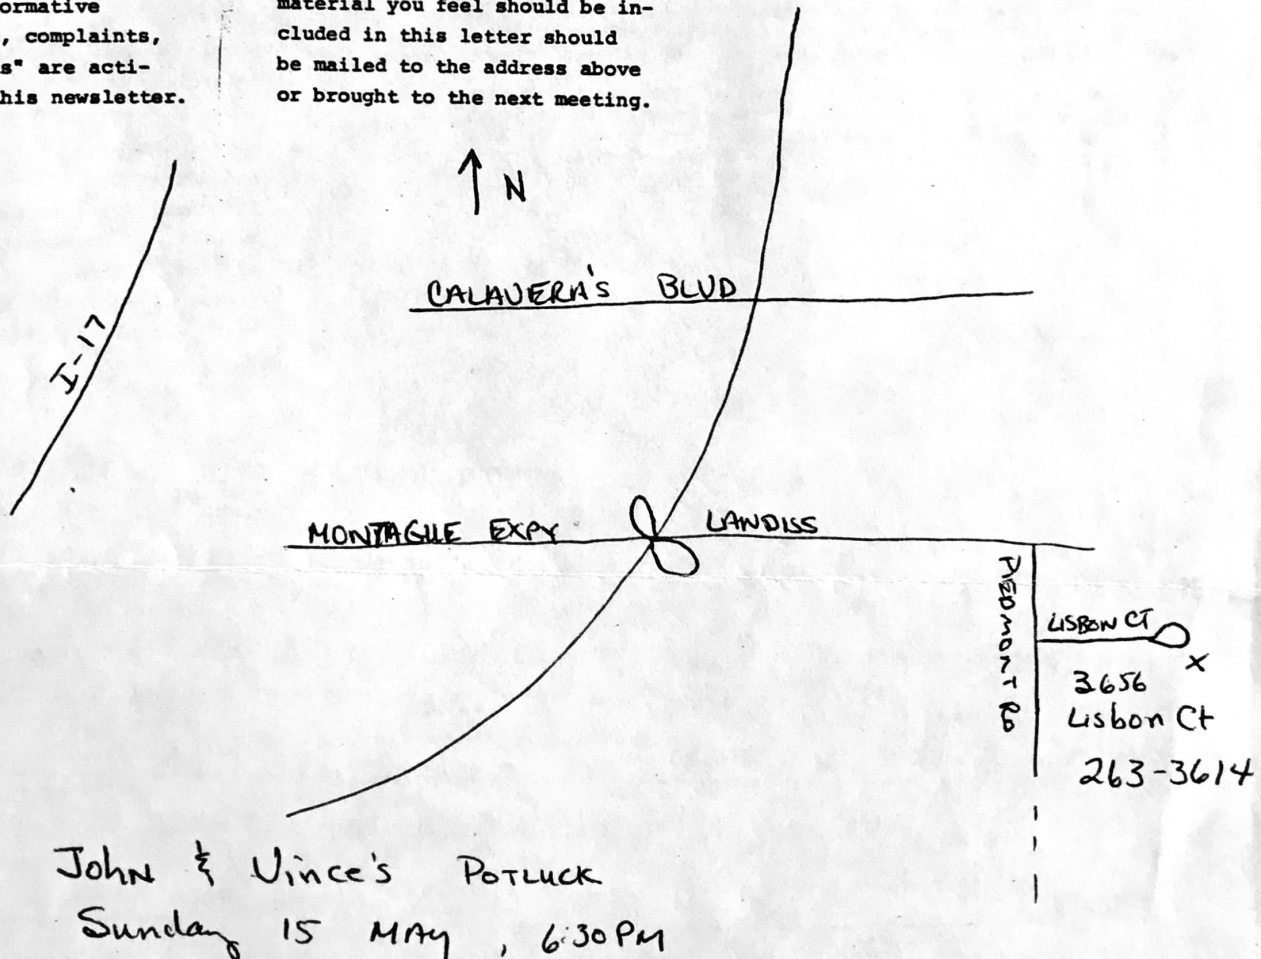 ormative
, complaints,
s" are acti-
his newsletter.
material you feel should be in-
cluded in this letter should
be mailed to the address above
or brought to the next meeting.
N
CALAVERA'S BLVD
I-17
MONTAGUE EXPY
LANDISS
PIEDMONT RD
LISBON CT
X
3656
Lisbon Ct
263-3614
John & Vince's POTLUCK
Sunday 15 MAY, 6:30PM